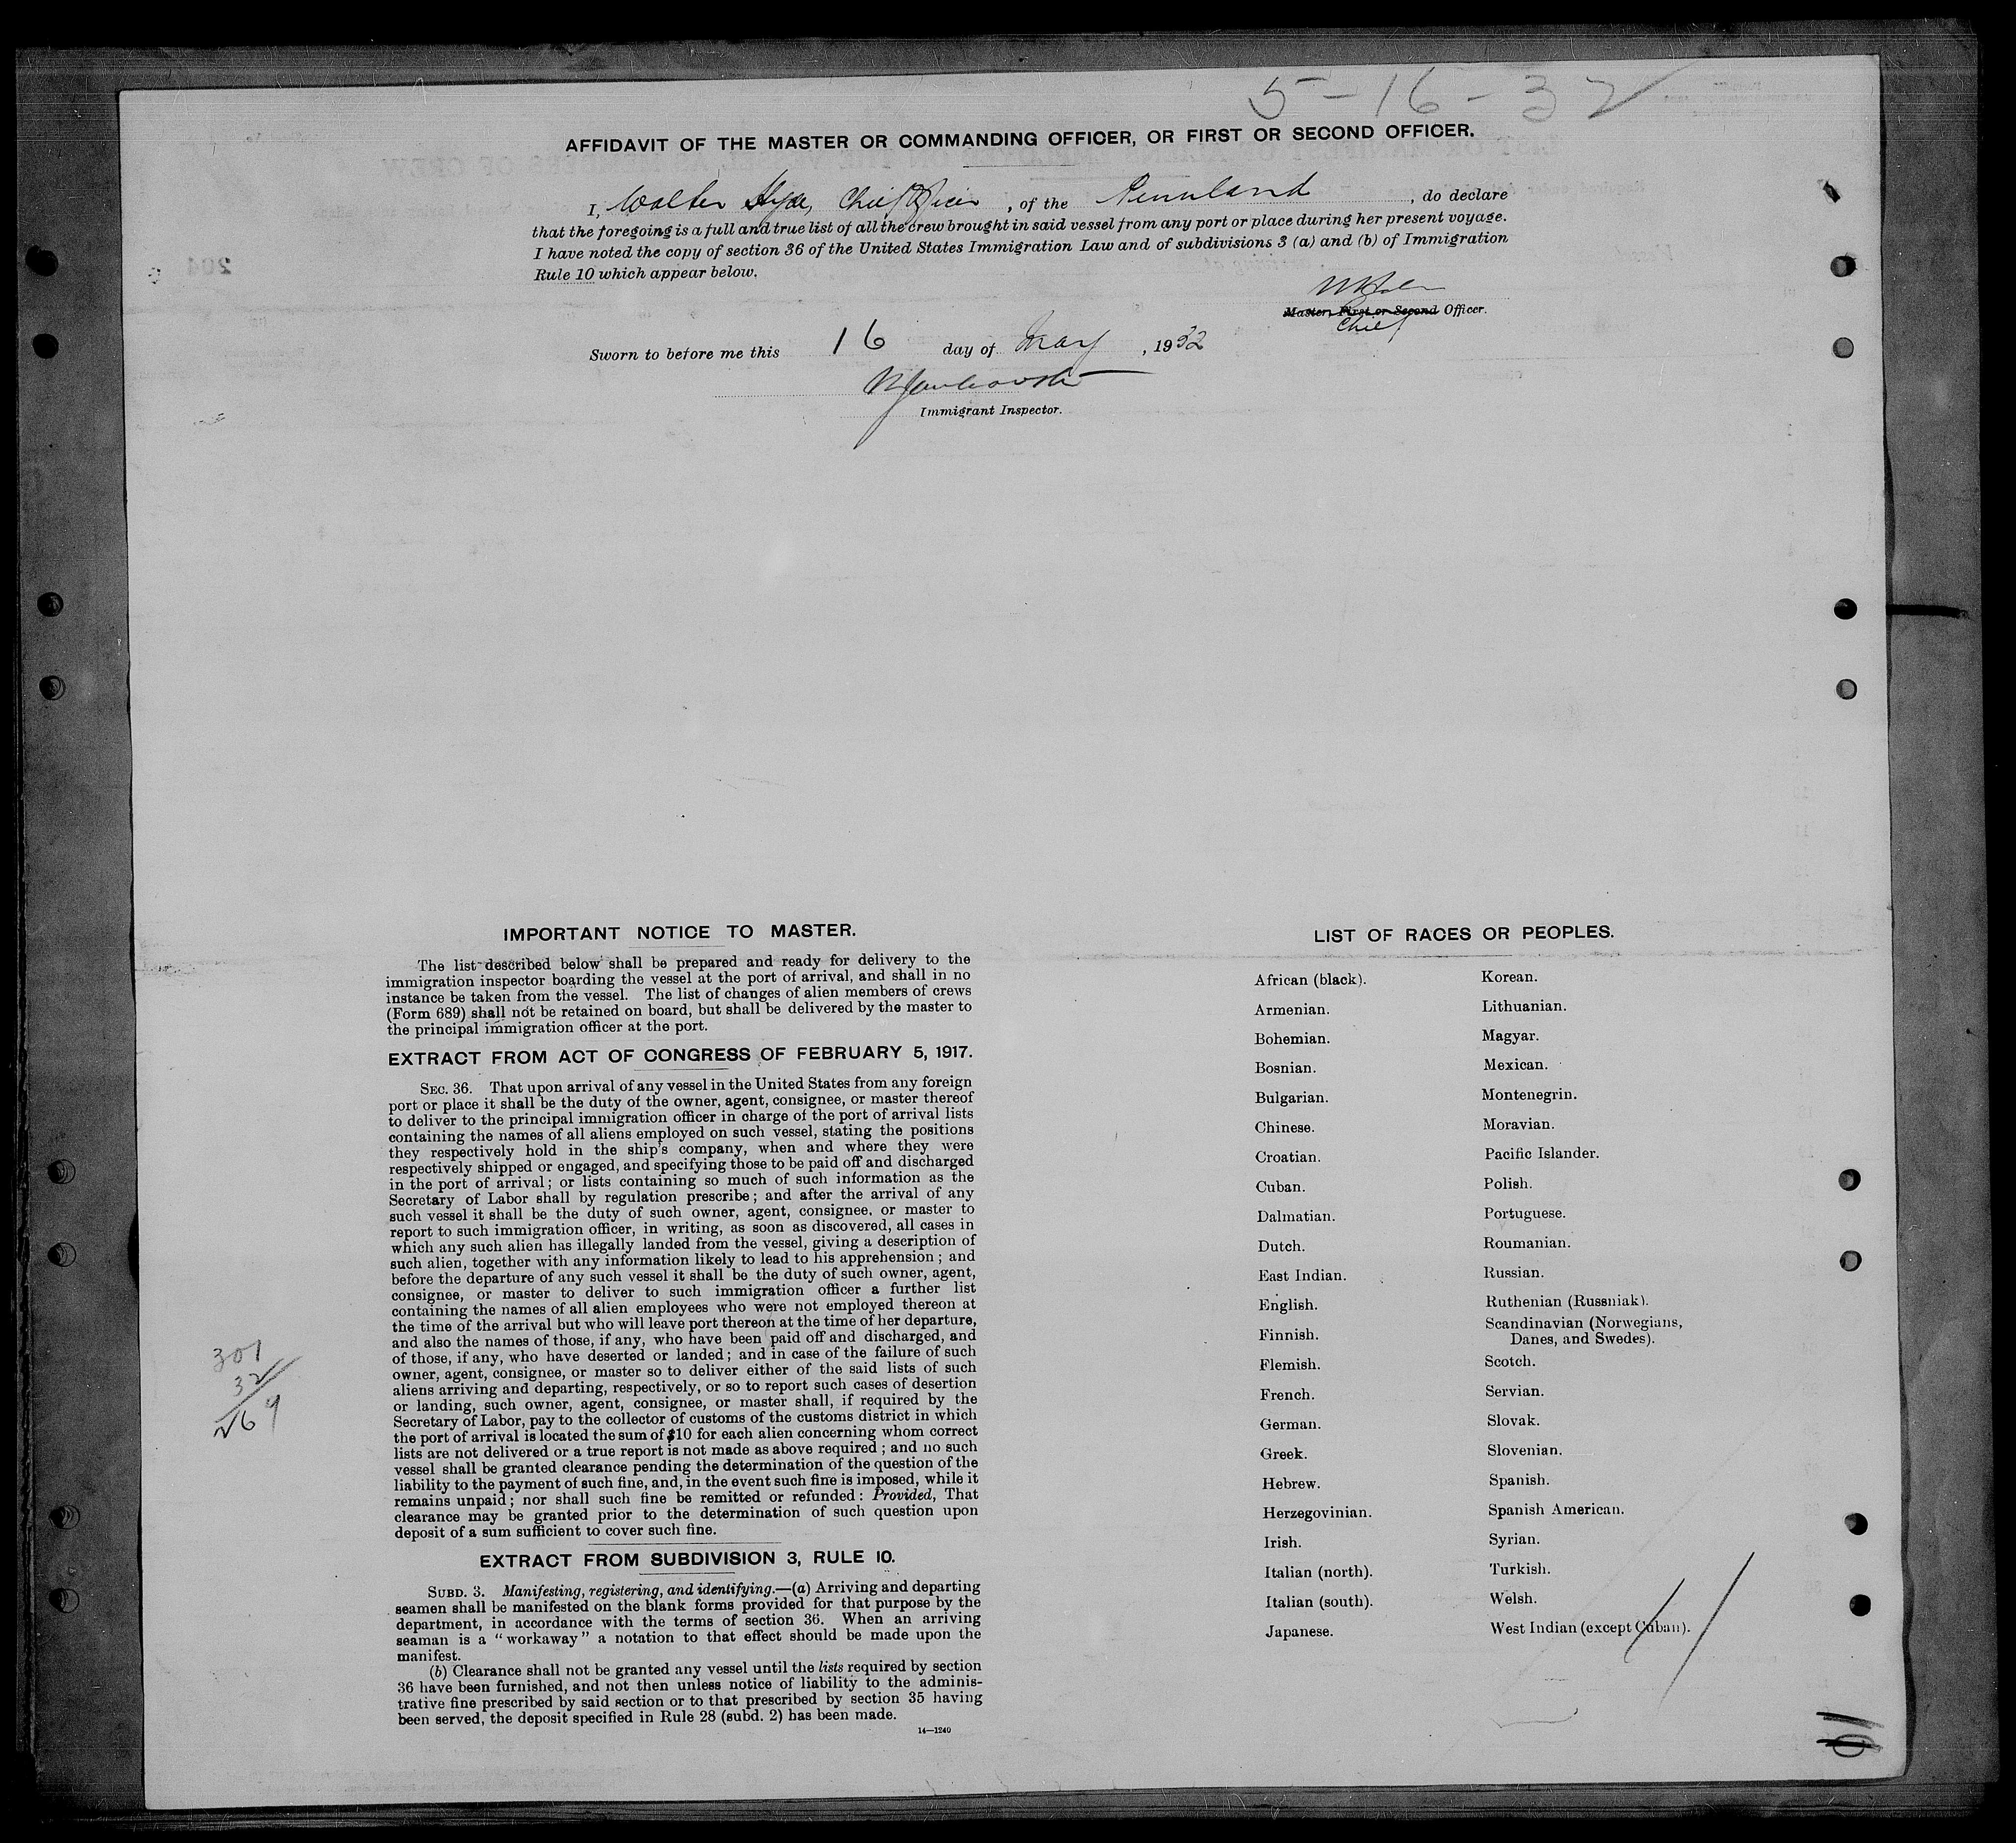 5-16-32
AFFIDAVIT OF THE MASTER OR COMMANDING OFFICER, OR FIRST OR SECOND OFFICER.
I, Walter Chief Officer, of the Pennland, do declare
that the foregoing is a full and true list of all the crew brought in said vessel from any port or place during her present voyage.
I have noted the copy of section 36 of the United States Immigration Law and of subdivisions 3 (a) and (b) of Immigration
Rule 10 which appear below.
Master, First or Second Officer.
Chief
Sworn to before me this 16 day of May, 1932
Immigrant Inspector.
IMPORTANT NOTICE TO MASTER.
The list described below shall be prepared and ready for delivery to the
immigration inspector boarding the vessel at the port of arrival, and shall in no
instance be taken from the vessel. The list of changes of alien members of crews
(Form 689) shall not be retained on board, but shall be delivered by the master to
the principal immigration officer at the port.
EXTRACT FROM ACT OF CONGRESS OF FEBRUARY 5, 1917.
SEC. 36. That upon arrival of any vessel in the United States from any foreign
port or place it shall be the duty of the owner, agent, consignee, or master thereof
to deliver to the principal immigration officer in charge of the port of arrival lists
containing the names of all aliens employed on such vessel, stating the positions
they respectively hold in the ship's company, when and where they were
respectively shipped or engaged, and specifying those to be paid off and discharged
in the port of arrival; or lists containing so much of such information as the
Secretary of Labor shall by regulation prescribe; and after the arrival of any
such vessel it shall be the duty of such owner, agent, consignee, or master to
report to such immigration officer, in writing, as soon as discovered, all cases in
which any such alien has illegally landed from the vessel, giving a description of
such alien, together with any information likely to lead to his apprehension; and
before the departure of any such vessel it shall be the duty of such owner, agent,
consignee, or master to deliver to such immigration officer a further list
containing the names of all alien employees who were not employed thereon at
the time of the arrival but who will leave port thereon at the time of her departure,
and also the names of those, if any, who have been paid off and discharged, and
of those, if any, who have deserted or landed; and in case of the failure of such
owner, agent, consignee, or master so to deliver either of the said lists of such
aliens arriving and departing, respectively, or so to report such cases of desertion
or landing, such owner, agent, consignee, or master shall, if required by the
Secretary of Labor, pay to the collector of customs of the customs district in which
the port of arrival is located the sum of $10 for each alien concerning whom correct
lists are not delivered or a true report is not made as above required; and no such
vessel shall be granted clearance pending the determination of the question of the
liability to the payment of such fine, and, in the event such fine is imposed, while it
remains unpaid; nor shall such fine be remitted or refunded: Provided, That
clearance may be granted prior to the determination of such question upon
deposit of a sum sufficient to cover such fine.
EXTRACT FROM SUBDIVISION 3, RULE 10.
SUBD. 3. Manifesting, registering, and identifying.—(a) Arriving and departing
seamen shall be manifested on the blank forms provided for that purpose by the
department, in accordance with the terms of section 36. When an arriving
seaman is a "workaway" a notation to that effect should be made upon the
manifest.
(b) Clearance shall not be granted any vessel until the lists required by section
36 have been furnished, and not then unless notice of liability to the adminis-
trative fine prescribed by said section or to that prescribed by section 35 having
been served, the deposit specified in Rule 28 (subd. 2) has been made.
14—1240
301
32
269
LIST OF RACES OR PEOPLES.
African (black).
Armenian.
Bohemian.
Bosnian.
Bulgarian.
Chinese.
Croatian.
Cuban.
Dalmatian.
Dutch.
East Indian.
English.
Finnish.
Flemish.
French.
German.
Greek.
Hebrew.
Herzegovinian.
Irish.
Italian (north).
Italian (south).
Japanese.
Korean.
Lithuanian.
Magyar.
Mexican.
Montenegrin.
Moravian.
Pacific Islander.
Polish.
Portuguese.
Roumanian.
Russian.
Ruthenian (Russniak).
Scandinavian (Norwegians,
Danes, and Swedes).
Scotch.
Servian.
Slovak.
Slovenian.
Spanish.
Spanish American.
Syrian.
Turkish.
Welsh.
West Indian (except Cuban).